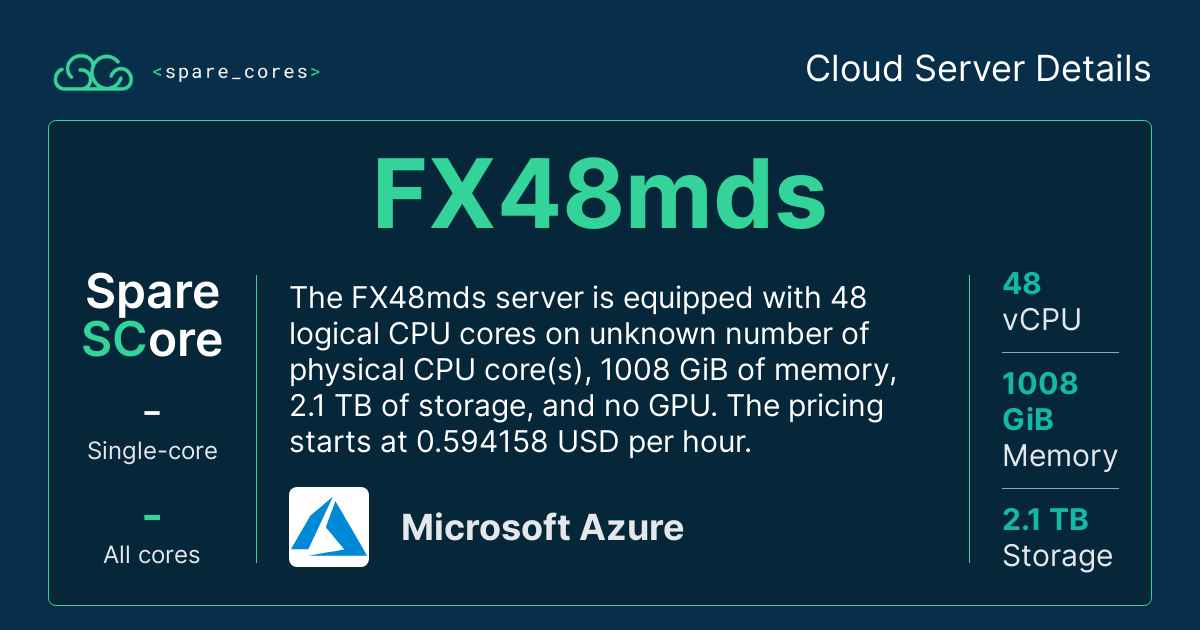 <spare_cores>
Cloud Server Details
FX48mds
Spare
SCore
–
Single-core
–
All cores
The FX48mds server is equipped with 48
logical CPU cores on unknown number of
physical CPU core(s), 1008 GiB of memory,
2.1 TB of storage, and no GPU. The pricing
starts at 0.594158 USD per hour.
Microsoft Azure
48
vCPU
1008
GiB
Memory
2.1 TB
Storage